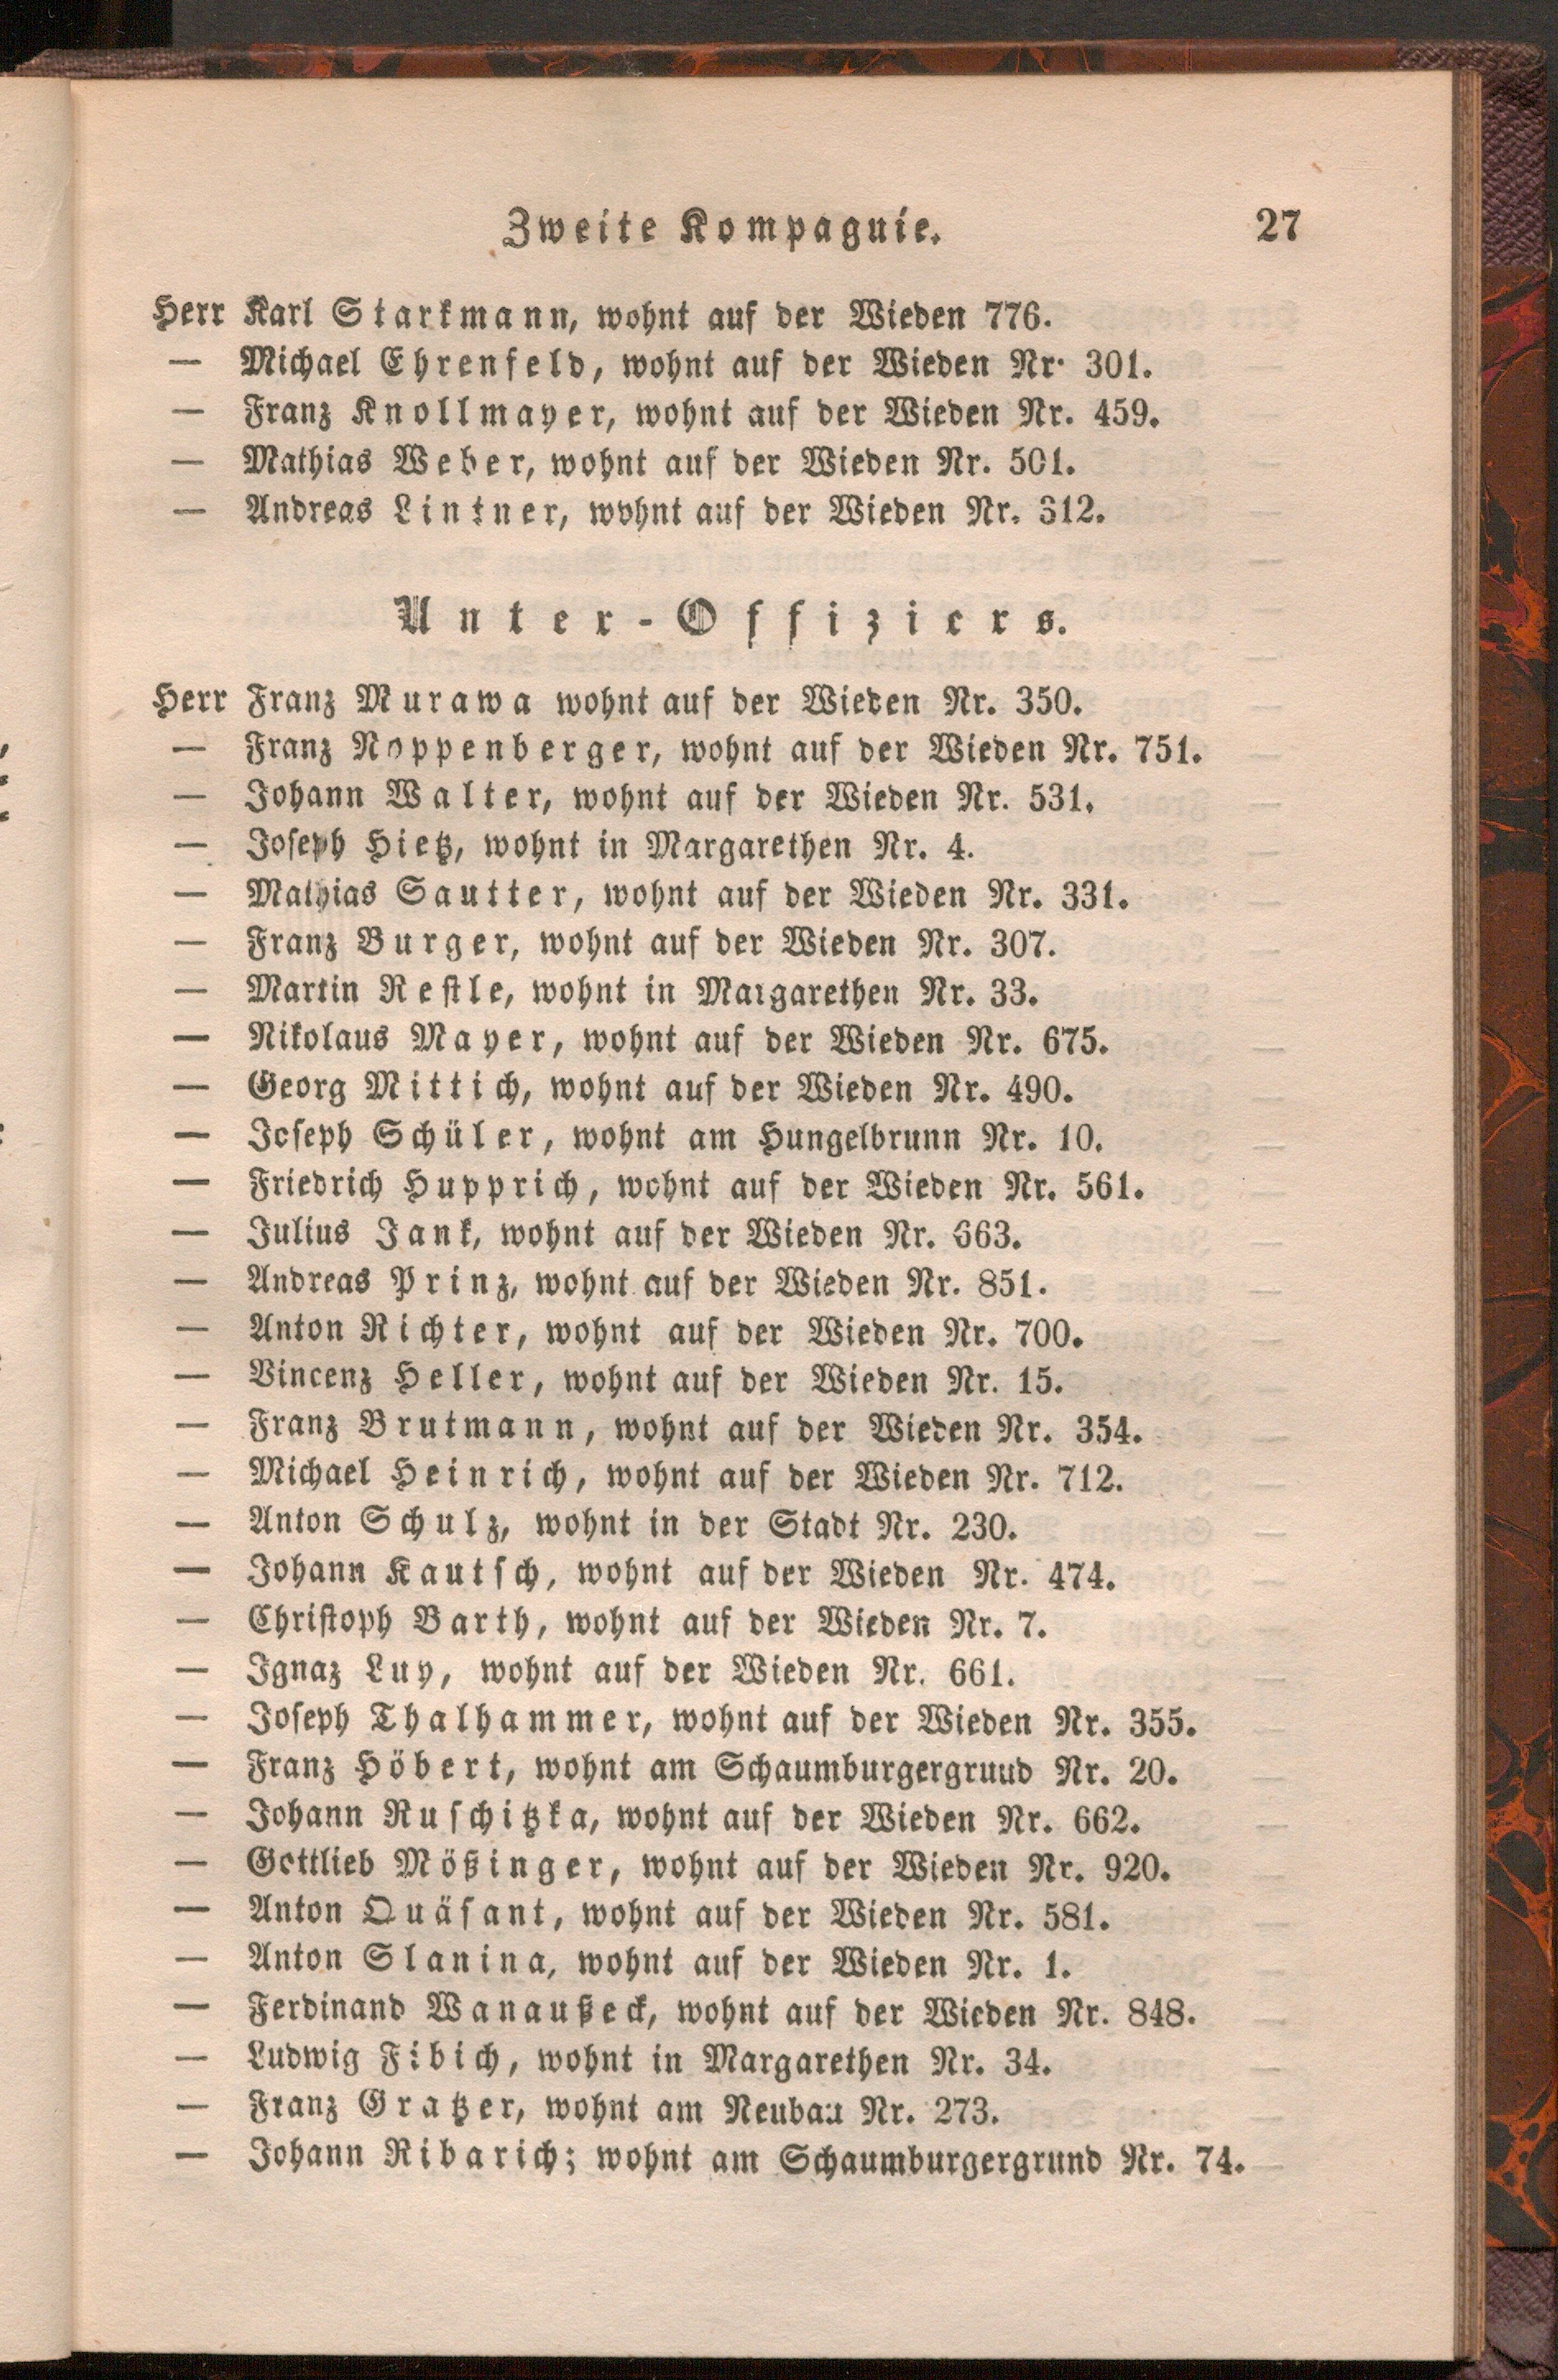 Zweite Kompaguie. 27
Herr Karl Starkmann, wohnt auf der Wieden 776.
— Michael Ehrenfeld, wohnt auf der Wieden Nr. 301.
— Franz Knollmayer, wohnt auf der Wieden Nr. 459.
— Mathias Weber, wohnt auf der Wieden Nr. 501.
— Andreas Lintner, wohnt auf der Wieden Nr. 312.
Unter-Offiziers.
Herr Franz Murawa wohnt auf der Wieden Nr. 350.
— Franz Noppenberger, wohnt auf der Wieden Nr. 751.
— Johann Walter, wohnt auf der Wieden Nr. 531.
— Joseph Hietz, wohnt in Margarethen Nr. 4.
— Mathias Sautter, wohnt auf der Wieden Nr. 331.
— Franz Burger, wohnt auf der Wieden Nr. 307.
— Martin Restle, wohnt in Margarethen Nr. 33.
— Nikolaus Mayer, wohnt auf der Wieden Nr. 675.
— Georg Mittich, wohnt auf der Wieden Nr. 490.
— Joseph Schüler, wohnt am Hungelbrunn Nr. 10.
— Friedrich Hupprich, wohnt auf der Wieden Nr. 561.
— Julius Jank, wohnt auf der Wieden Nr. 663.
— Andreas Prinz, wohnt auf der Wieden Nr. 851.
— Anton Richter, wohnt auf der Wieden Nr. 700.
— Vincenz Heller, wohnt auf der Wieden Nr. 15.
— Franz Brutmann, wohnt auf der Wieden Nr. 354.
— Michael Heinrich, wohnt auf der Wieden Nr. 712.
— Anton Schulz, wohnt in der Stadt Nr. 230.
— Johann Kautsch, wohnt auf der Wieden Nr. 474.
— Christoph Barth, wohnt auf der Wieden Nr. 7.
— Ignaz Luy, wohnt auf der Wieden Nr. 661.
— Joseph Thalhammer, wohnt auf der Wieden Nr. 355.
— Franz Höbert, wohnt am Schaumburgergruud Nr. 20.
— Johann Ruschitzka, wohnt auf der Wieden Nr. 662.
— Gottlieb Mößinger, wohnt auf der Wieden Nr. 920.
— Anton Quäsant, wohnt auf der Wieden Nr. 581.
— Anton Slanina, wohnt auf der Wieden Nr. 1.
— Ferdinand Wanaußeck, wohnt auf der Wieden Nr. 848.
— Ludwig Fibich, wohnt in Margarethen Nr. 34.
— Franz Gratzer, wohnt am Neubau Nr. 273.
— Johann Ribarich; wohnt am Schaumburgergrund Nr. 74.